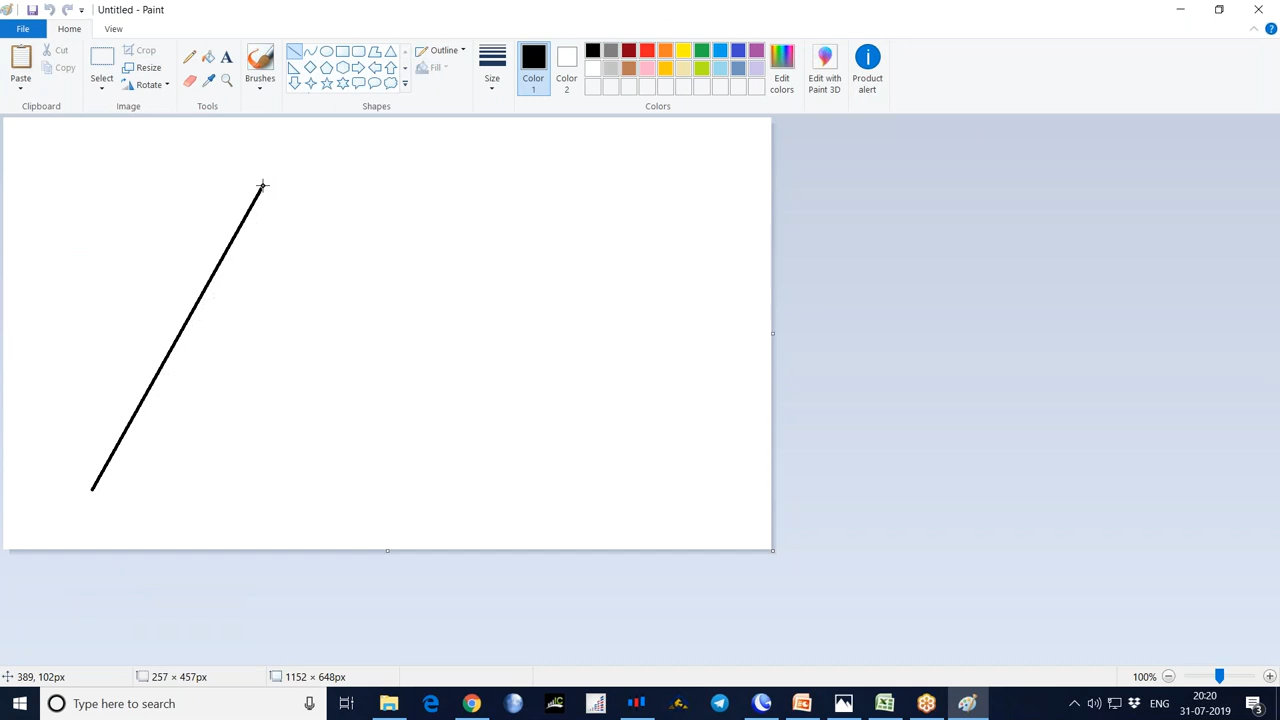 Untitled - Paint
File
Home
View
Paste
Cut
Copy
Clipboard
Select
Crop
Resize
Rotate
Image
A
Tools
Brushes
Outline
Fill
Shapes
Size
Color
1
Color
2
Edit
colors
Colors
Edit with
Paint 3D
Product
alert
389, 102px
257 × 457px
1152 × 648px
100%
Type here to search
ENG
20:20
31-07-2019
3